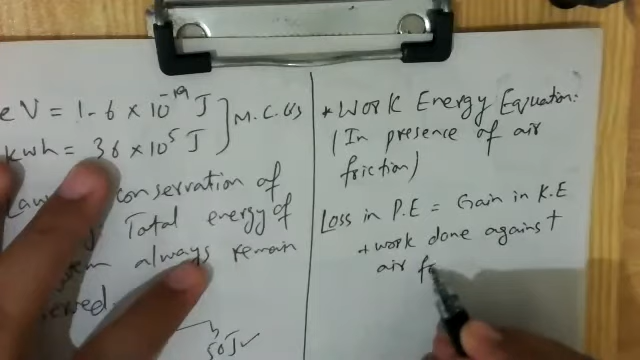 eV = 1.6 × 10⁻¹⁹ J } M.C.Qs
kwh = 36 × 10⁵ J
conservation of
Total energy of
always remain
50J ✓
* Work Energy Equation:
(In presence of air
friction)
Loss in P.E = Gain in K.E
+ work done against
air f